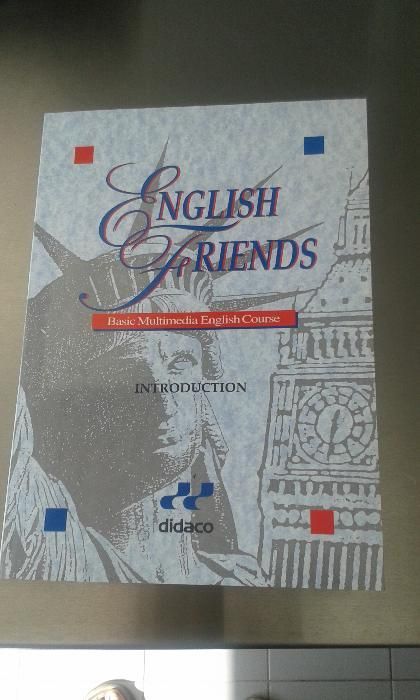 ENGLISH
FRIENDS
Basic Multimedia English Course
INTRODUCTION
didaco